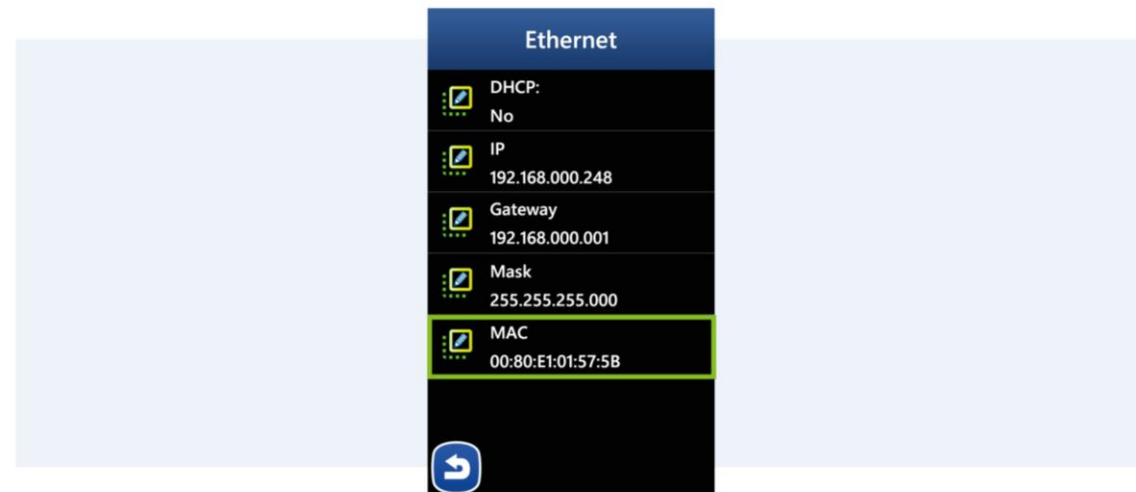 Ethernet
DHCP:
No
IP
192.168.000.248
Gateway
192.168.000.001
Mask
255.255.255.000
MAC
00:80:E1:01:57:5B